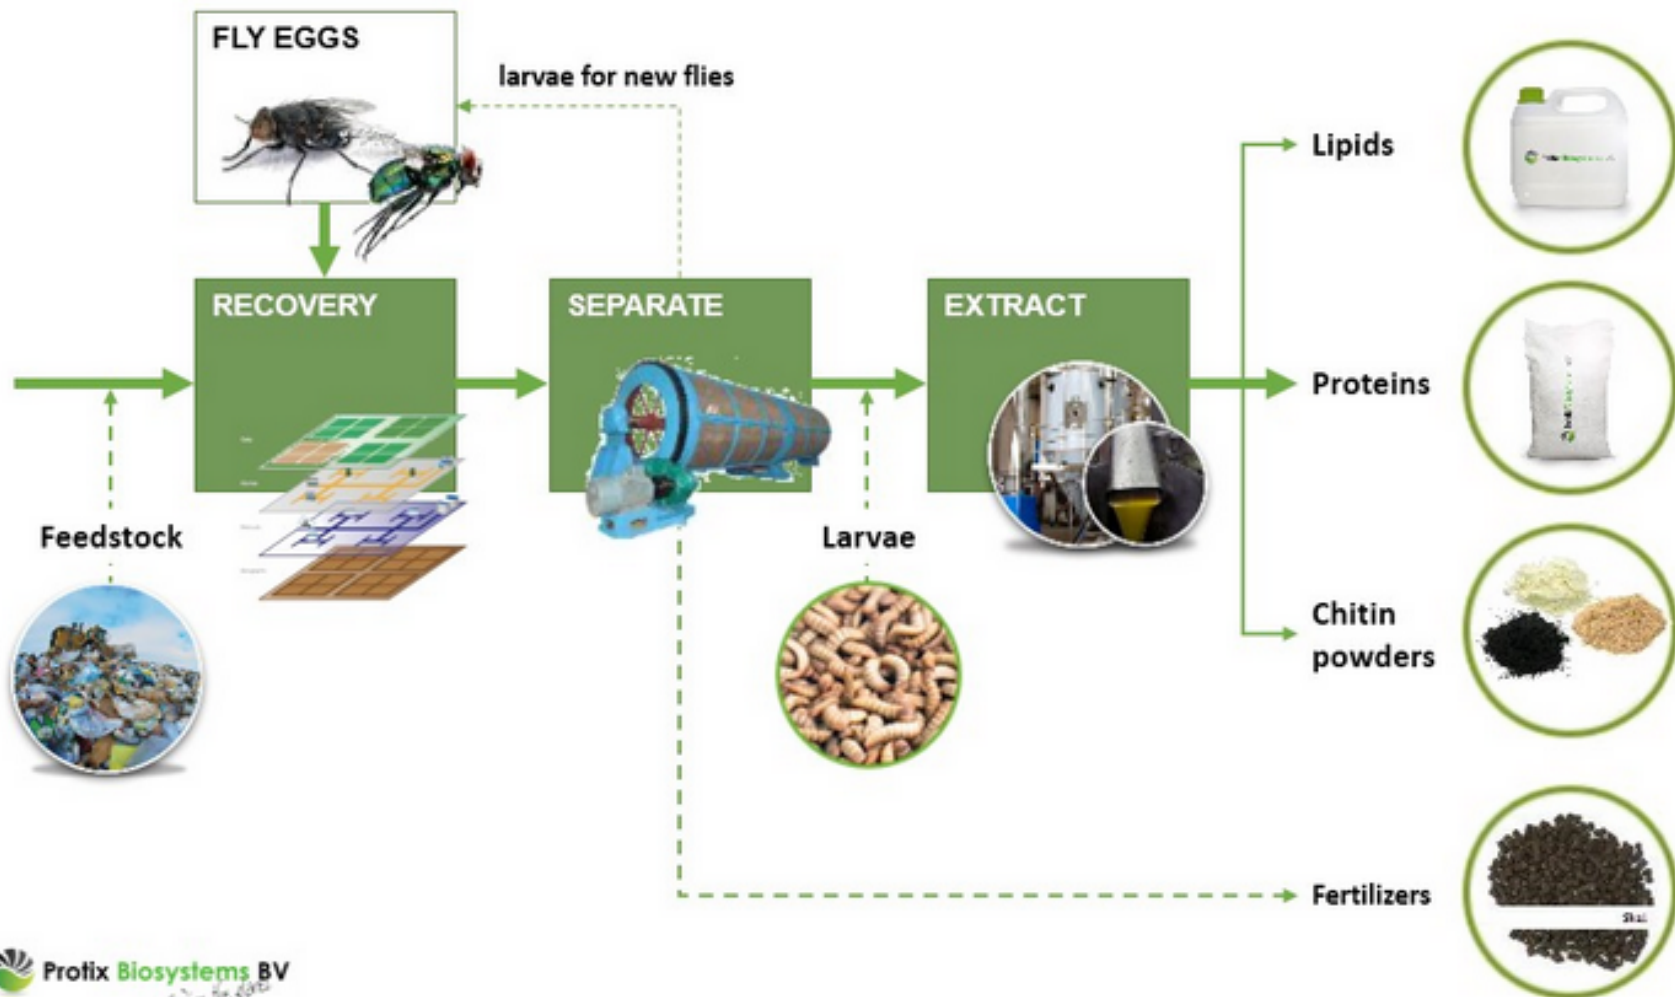 FLY EGGS
larvae for new flies
Lipids
RECOVERY
SEPARATE
EXTRACT
Proteins
Feedstock
Larvae
Chitin
powders
Fertilizers
Protix Biosystems BV